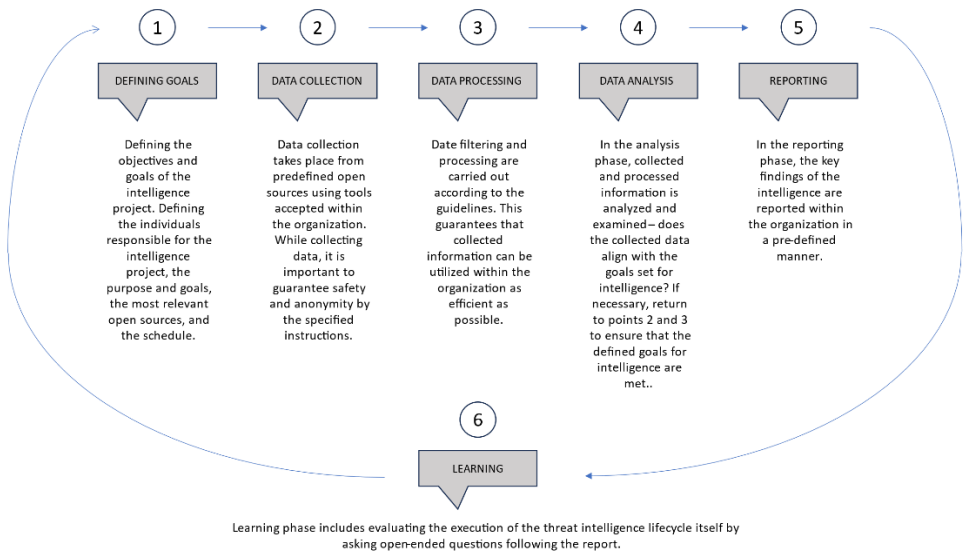 1
2
3
4
5
DEFINING GOALS
DATA COLLECTION
DATA PROCESSING
DATA ANALYSIS
REPORTING
Defining the
objectives and
goals of the
intelligence
project. Defining
the individuals
responsible for the
intelligence
project, the
purpose and goals,
the most relevant
open sources, and
the schedule.
Data collection
takes place from
predefined open
sources using tools
accepted within
the organization.
While collecting
data, it is
important to
guarantee safety
and anonymity by
the specified
instructions.
Date filtering and
processing are
carried out
according to the
guidelines. This
guarantees that
collected
information can be
utilized within the
organization as
efficient as
possible.
In the analysis
phase, collected
and processed
information is
analyzed and
examined – does
the collected data
align with the
goals set for
intelligence? If
necessary, return
to points 2 and 3
to ensure that the
defined goals for
intelligence are
met..
In the reporting
phase, the key
findings of the
intelligence are
reported within
the organization in
a pre-defined
manner.
6
LEARNING
Learning phase includes evaluating the execution of the threat intelligence lifecycle itself by
asking open-ended questions following the report.